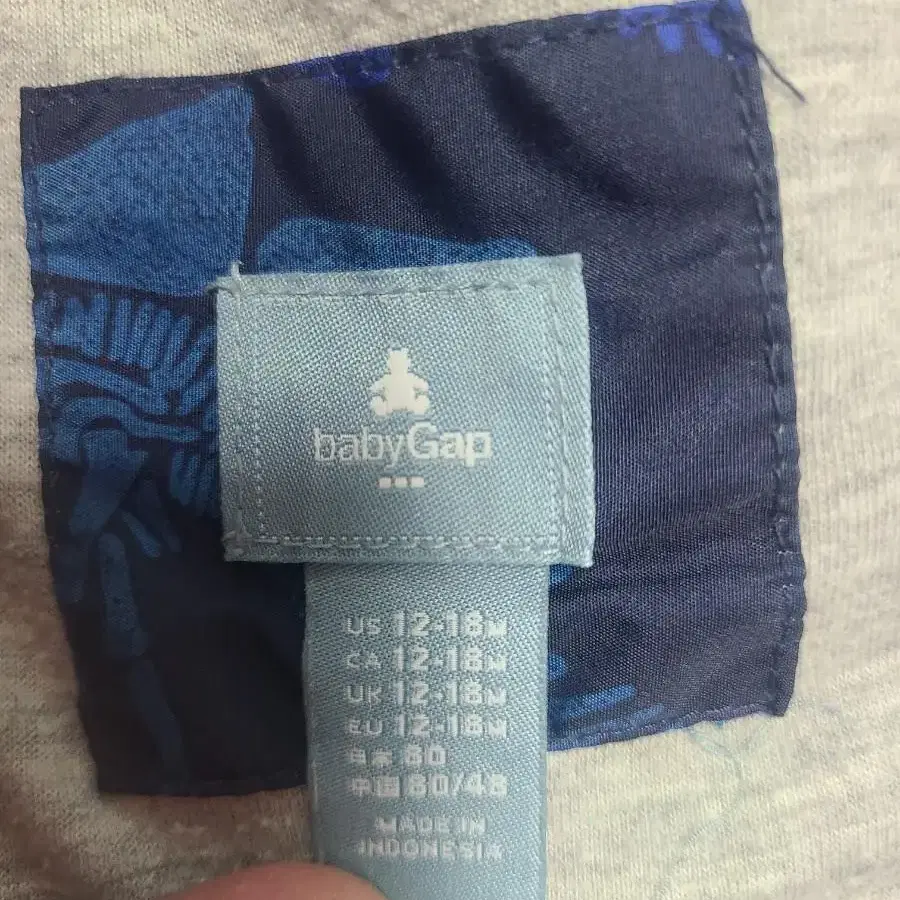 babyGap
US 12-18M
CA 12-18M
UK 12-18M
EU 12-18M
日本 80
中国 80/48
MADE IN
INDONESIA